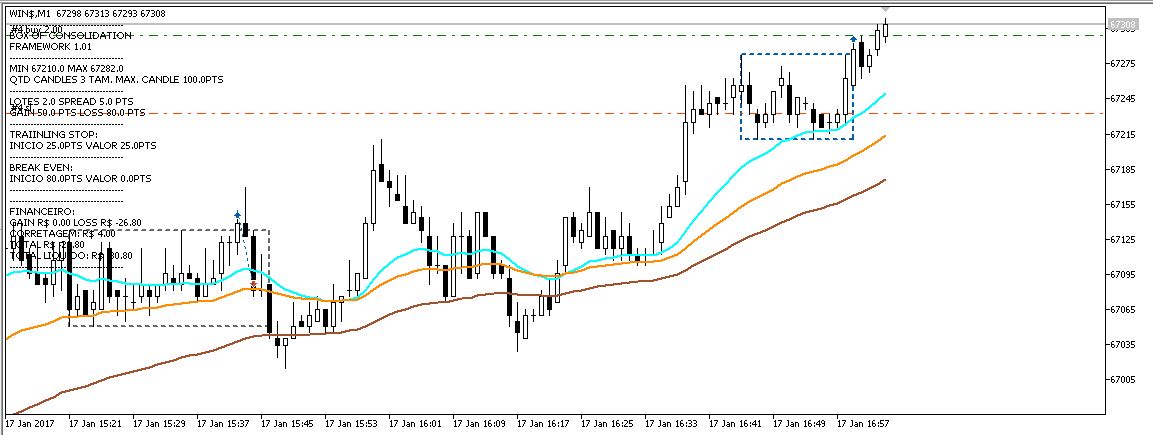 WIN$,M1 67298 67313 67293 67308
#4 buy 2.00
BOX OF CONSOLIDATION
FRAMEWORK 1.01
MIN 67210.0 MAX 67282.0
QTD CANDLES 3 TAM. MAX. CANDLE 100.0PTS
LOTES 2.0 SPREAD 5.0 PTS
#4 sl
GAIN 50.0 PTS LOSS 80.0 PTS
TRAIINLING STOP:
INICIO 25.0PTS VALOR 25.0PTS
BREAK EVEN:
INICIO 80.0PTS VALOR 0.0PTS
FINANCEIRO:
GAIN R$ 0.00 LOSS R$ -26.80
CORRETAGEM: R$ 4.00
TOTAL R$ -26.80
TOTAL LIQUIDO: R$ -30.80
67308
67305
67275
67245
67215
67185
67155
67125
67095
67065
67035
67005
17 Jan 2017
17 Jan 15:21
17 Jan 15:29
17 Jan 15:37
17 Jan 15:45
17 Jan 15:53
17 Jan 16:01
17 Jan 16:09
17 Jan 16:17
17 Jan 16:25
17 Jan 16:33
17 Jan 16:41
17 Jan 16:49
17 Jan 16:57